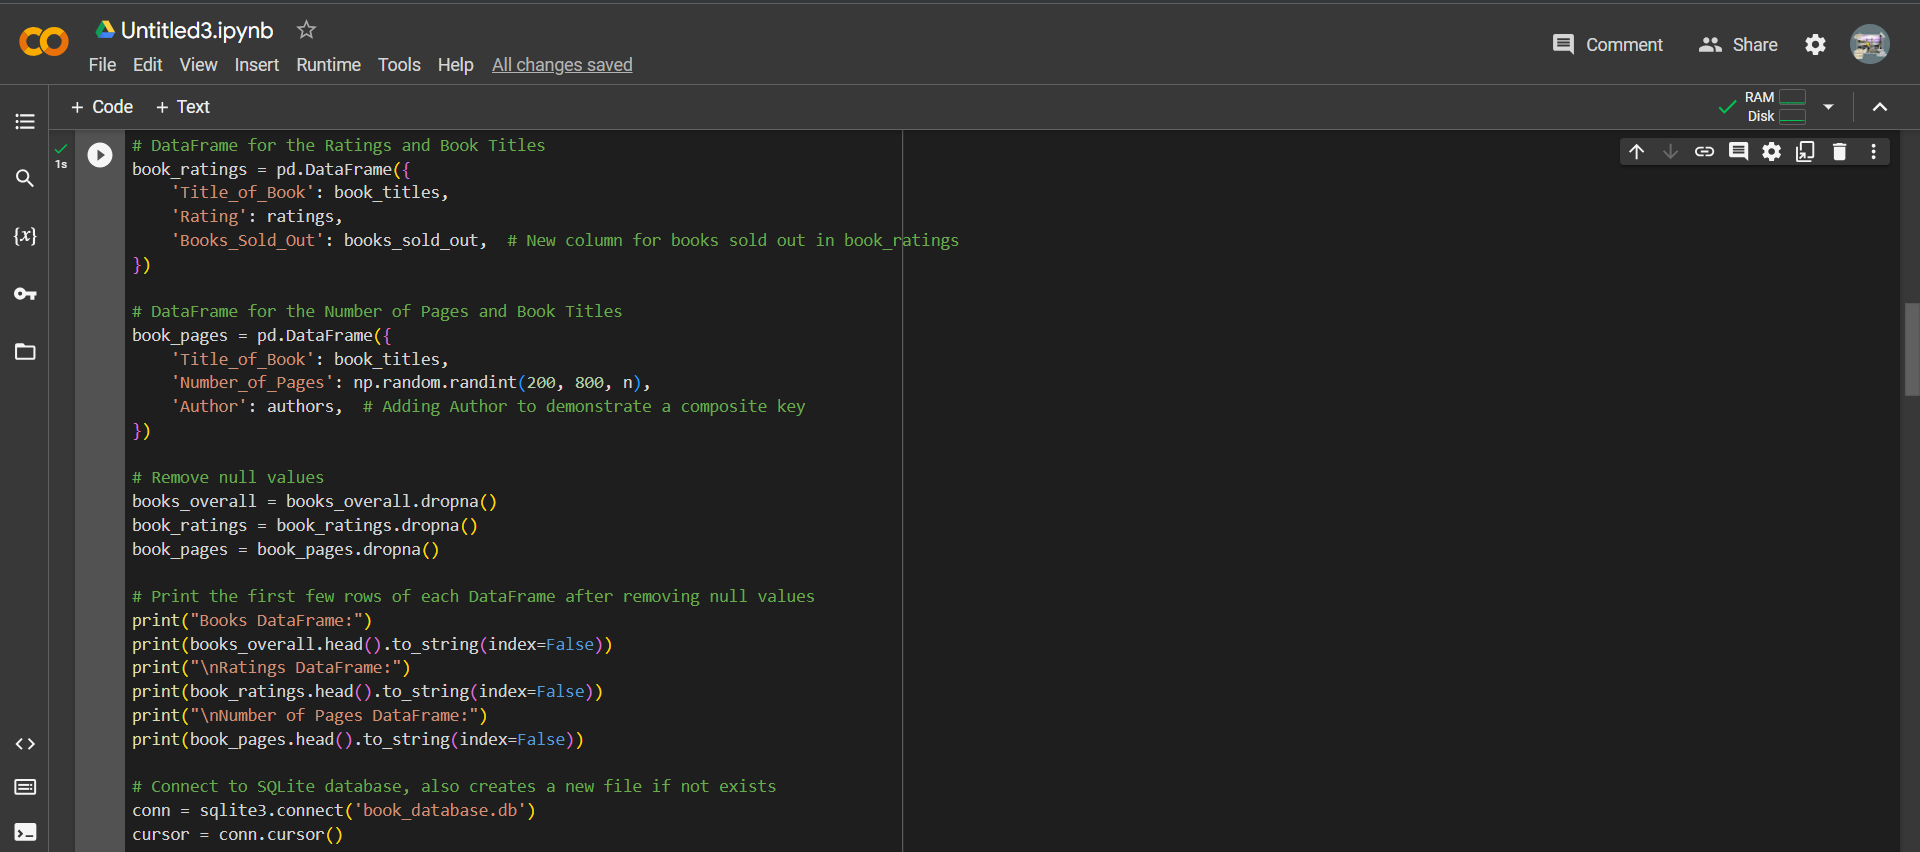 Untitled3.ipynb
File Edit View Insert Runtime Tools Help All changes saved
Comment
Share
+ Code + Text
RAM
Disk
1s
{x}
# DataFrame for the Ratings and Book Titles
book_ratings = pd.DataFrame({
    'Title_of_Book': book_titles,
    'Rating': ratings,
    'Books_Sold_Out': books_sold_out,  # New column for books sold out in book_ratings
})
# DataFrame for the Number of Pages and Book Titles
book_pages = pd.DataFrame({
    'Title_of_Book': book_titles,
    'Number_of_Pages': np.random.randint(200, 800, n),
    'Author': authors,  # Adding Author to demonstrate a composite key
})
# Remove null values
books_overall = books_overall.dropna()
book_ratings = book_ratings.dropna()
book_pages = book_pages.dropna()
# Print the first few rows of each DataFrame after removing null values
print("Books DataFrame:")
print(books_overall.head().to_string(index=False))
print("\nRatings DataFrame:")
print(book_ratings.head().to_string(index=False))
print("\nNumber of Pages DataFrame:")
print(book_pages.head().to_string(index=False))
# Connect to SQLite database, also creates a new file if not exists
conn = sqlite3.connect('book_database.db')
cursor = conn.cursor()